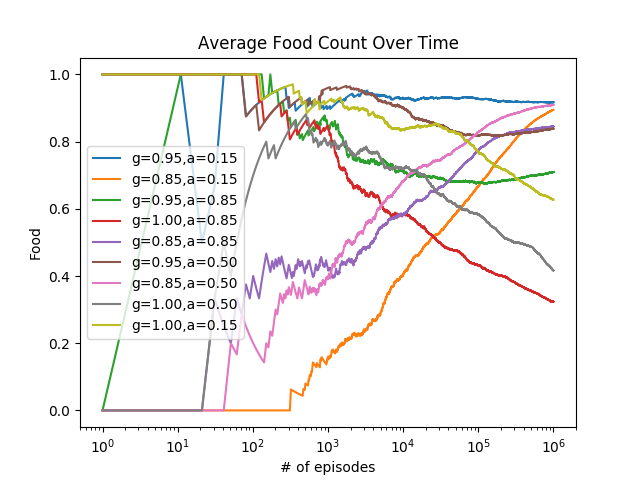 Average Food Count Over Time
Food
1.0
0.8
0.6
0.4
0.2
0.0
g=0.95,a=0.15
g=0.85,a=0.15
g=0.95,a=0.85
g=1.00,a=0.85
g=0.85,a=0.85
g=0.95,a=0.50
g=0.85,a=0.50
g=1.00,a=0.50
g=1.00,a=0.15
10⁰ 10¹ 10² 10³ 10⁴ 10⁵ 10⁶
# of episodes